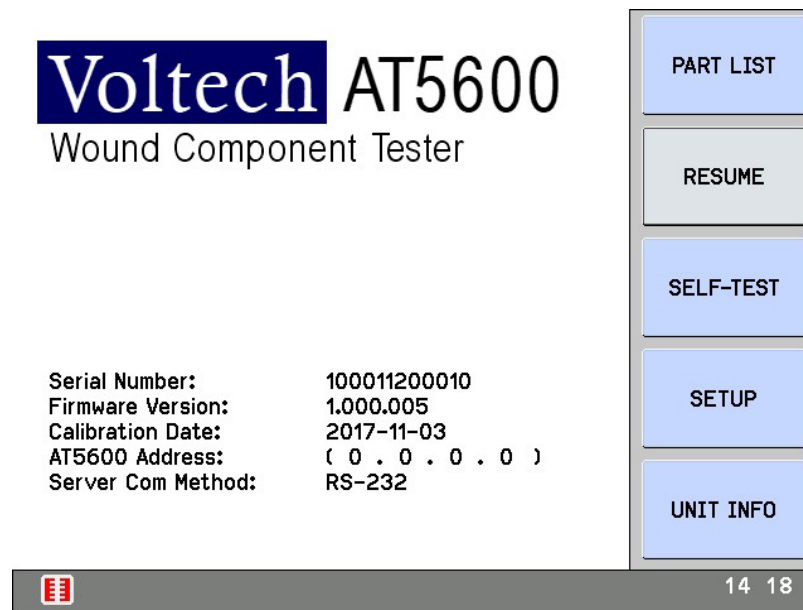 Voltech AT5600
Wound Component Tester
Serial Number: 100011200010
Firmware Version: 1.000.005
Calibration Date: 2017-11-03
AT5600 Address: ( 0 . 0 . 0 . 0 )
Server Com Method: RS-232
PART LIST
RESUME
SELF-TEST
SETUP
UNIT INFO
14 18